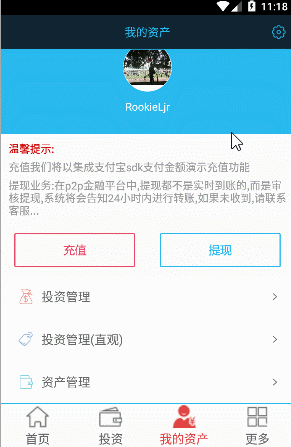 11:18
我的资产
RookieLjr
温馨提示:
充值我们将以集成支付宝sdk支付金额演示充值功能
提现业务:在p2p金融平台中,提现都不是实时到账的,而是审
核提现,系统将会告知24小时内进行转账,如果未收到,请联系
客服...
充值
提现
投资管理
投资管理(直观)
资产管理
首页
投资
我的资产
更多